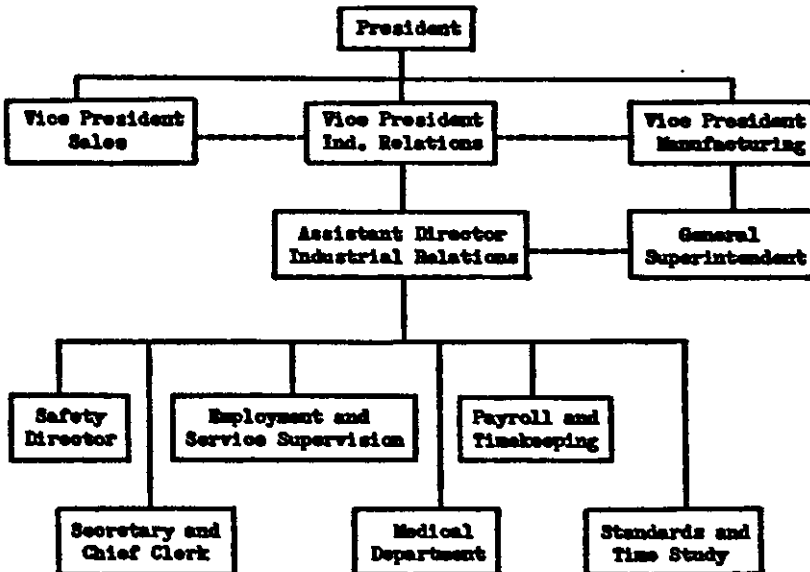 President
Vice President
Sales
Vice President
Ind. Relations
Vice President
Manufacturing
Assistant Director
Industrial Relations
General
Superintendent
Safety
Director
Employment and
Service Supervision
Payroll and
Timekeeping
Secretary and
Chief Clerk
Medical
Department
Standards and
Time Study